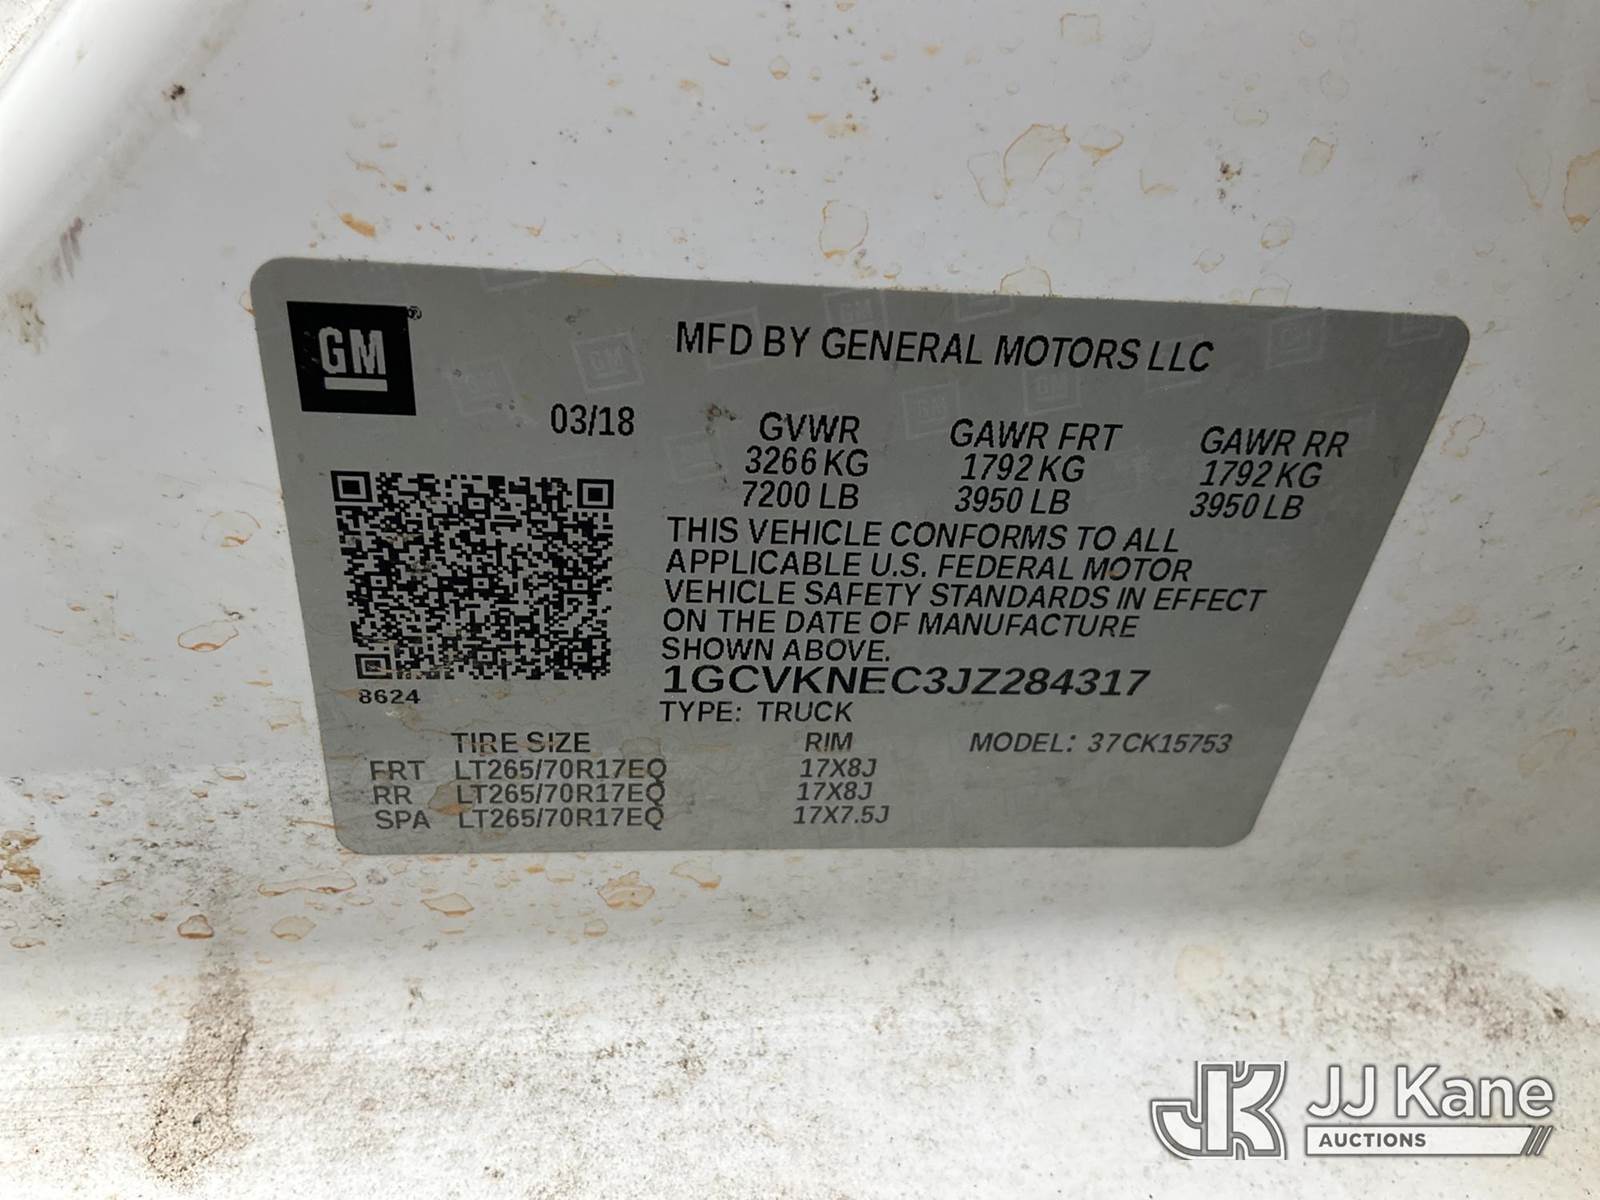 GM ®
MFD BY GENERAL MOTORS LLC
03/18
GVWR GAWR FRT GAWR RR
3266 KG 1792 KG 1792 KG
7200 LB 3950 LB 3950 LB
THIS VEHICLE CONFORMS TO ALL
APPLICABLE U.S. FEDERAL MOTOR
VEHICLE SAFETY STANDARDS IN EFFECT
ON THE DATE OF MANUFACTURE
SHOWN ABOVE.
8624
1GCVKNEC3JZ284317
TYPE: TRUCK
TIRE SIZE RIM MODEL: 37CK15753
FRT LT265/70R17EQ 17X8J
RR LT265/70R17EQ 17X8J
SPA LT265/70R17EQ 17X7.5J
JK JJ Kane
AUCTIONS